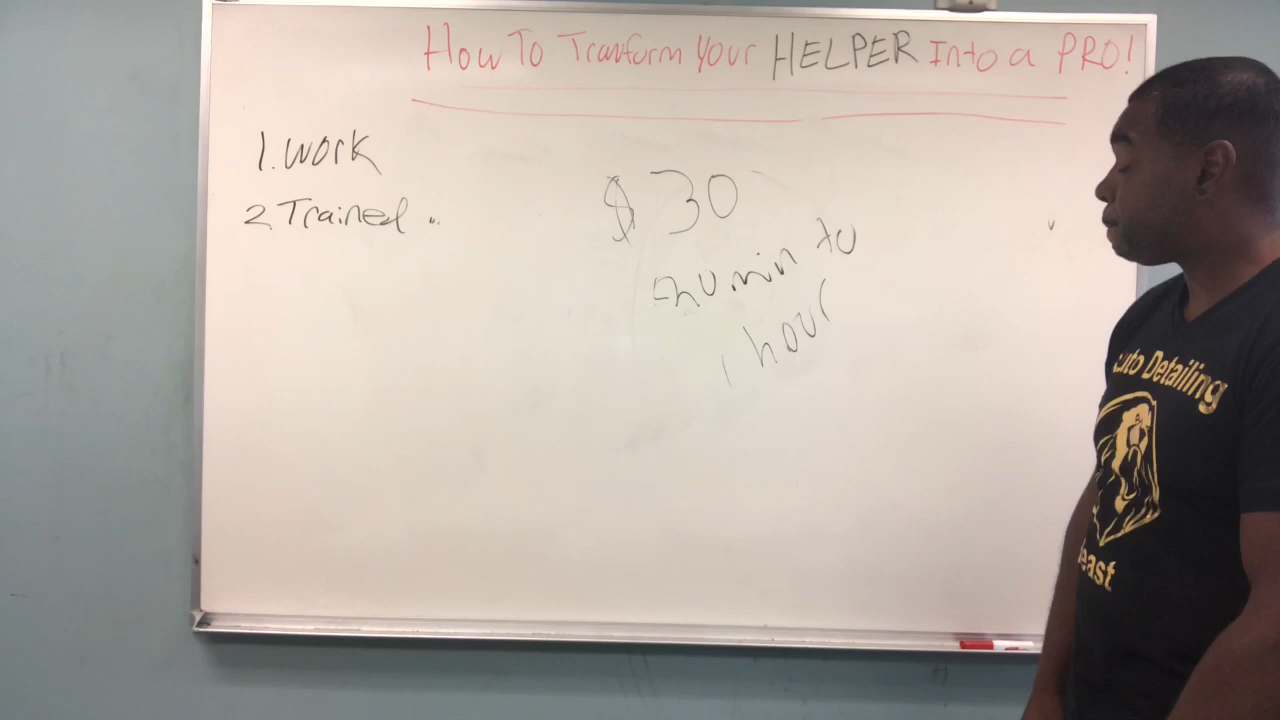 How To Tranform Your HELPER Into a PRO!
1. Work
2. Trained
$ 30
min to
1 hour
Auto Detailing
Beast